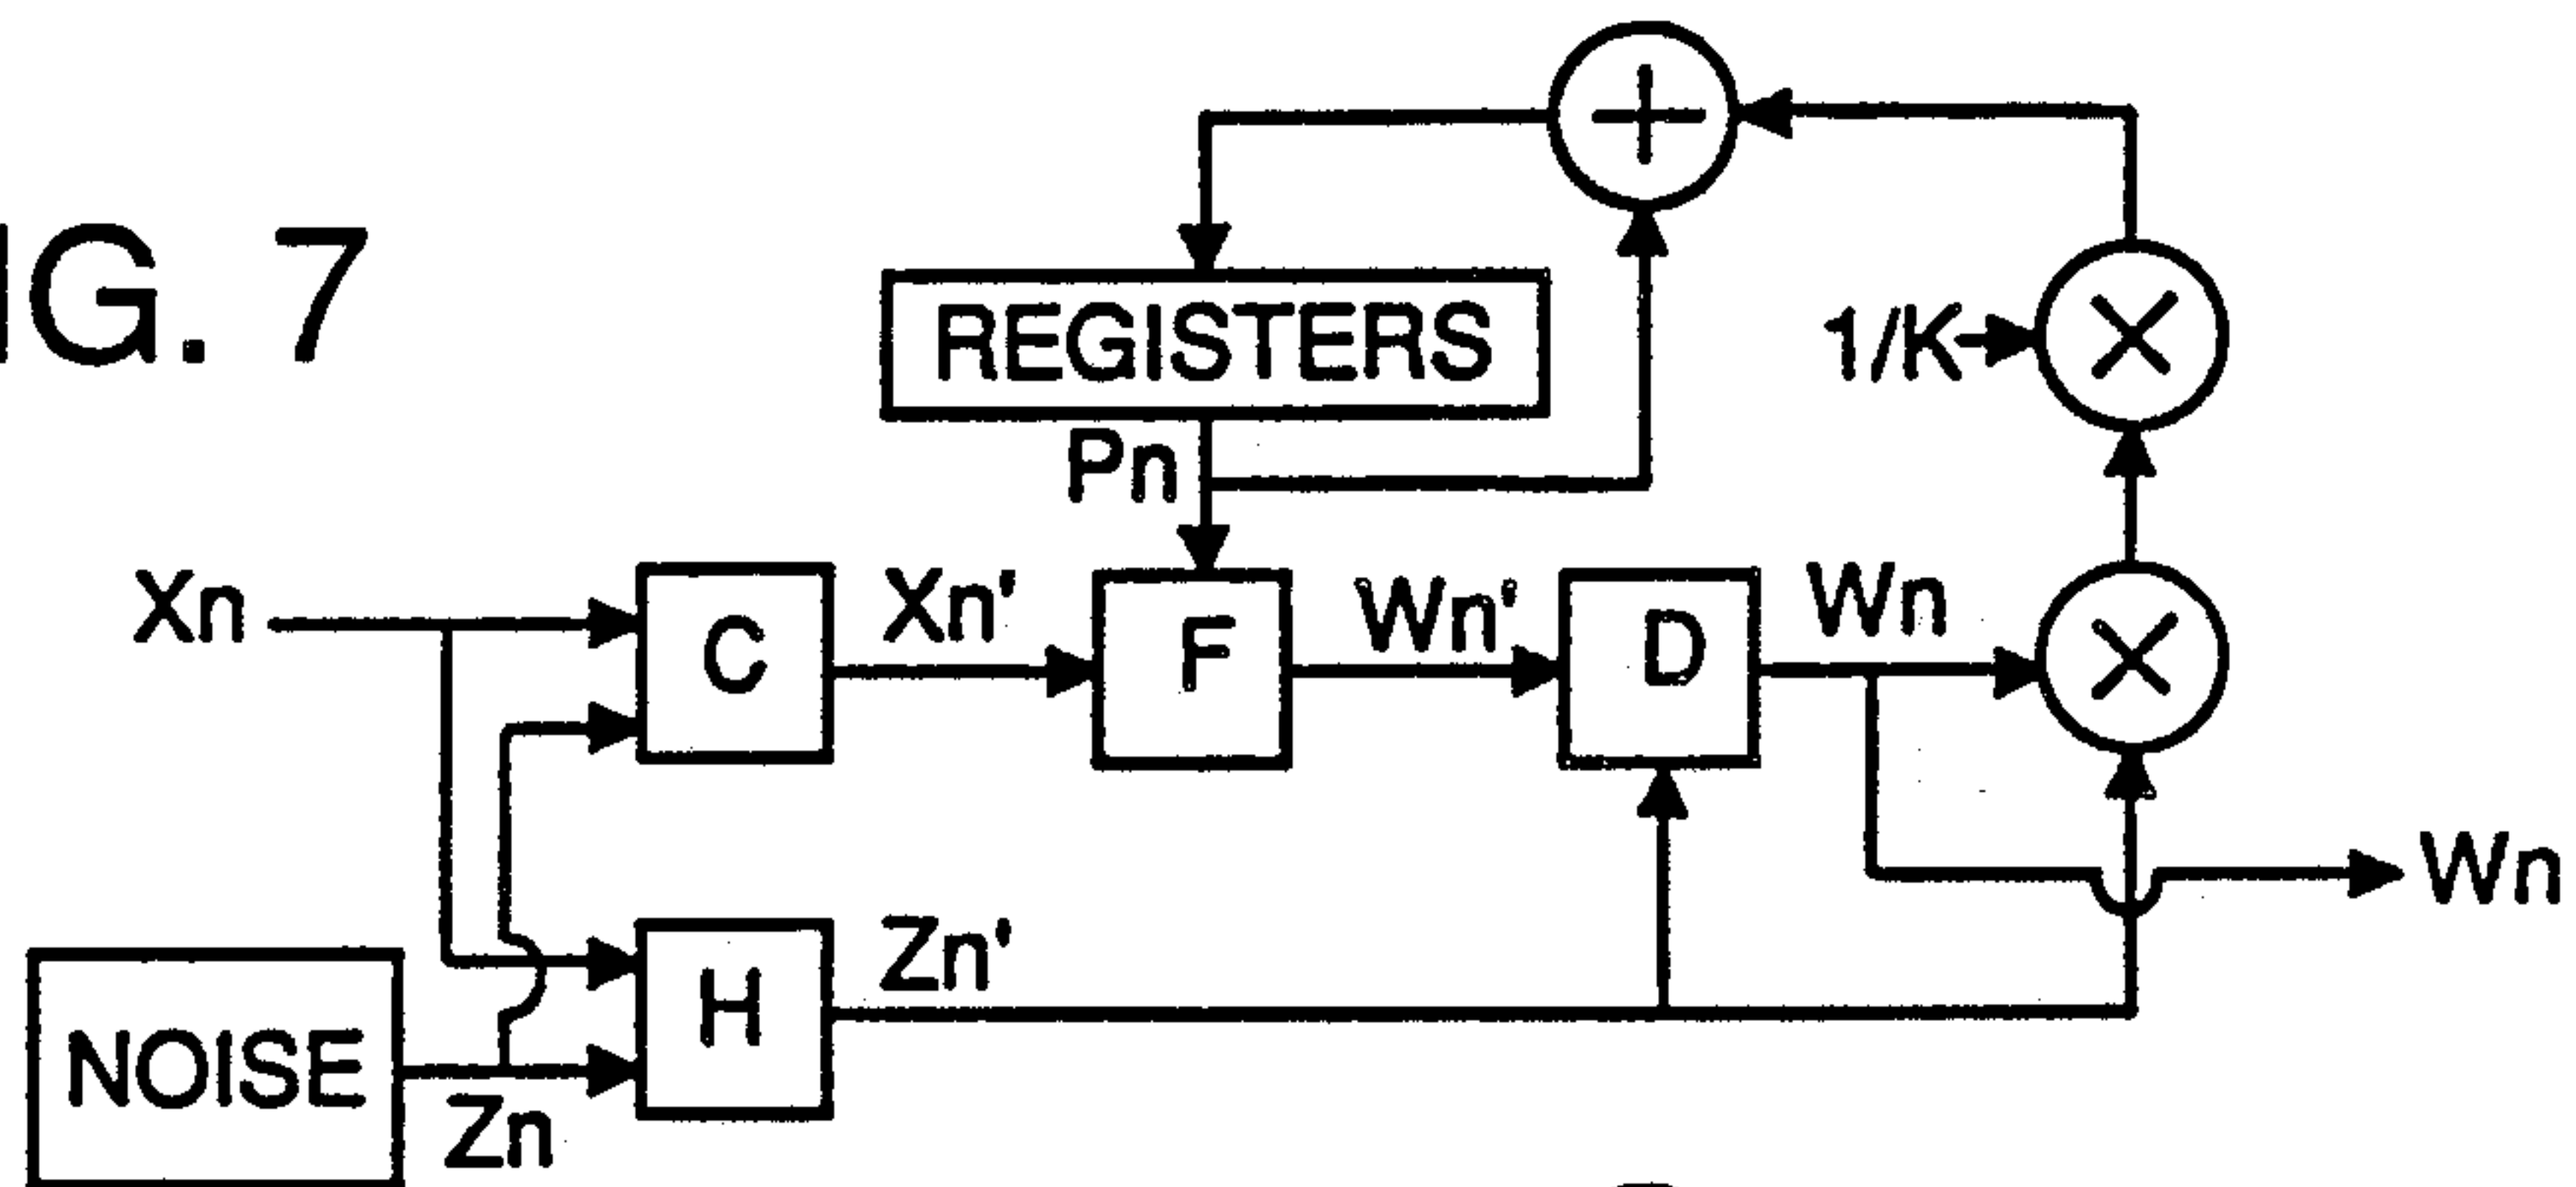 IG. 7
REGISTERS
1/K
Pn
Xn
C
Xn'
F
Wn'
D
Wn
Wn
NOISE
Zn
H
Zn'